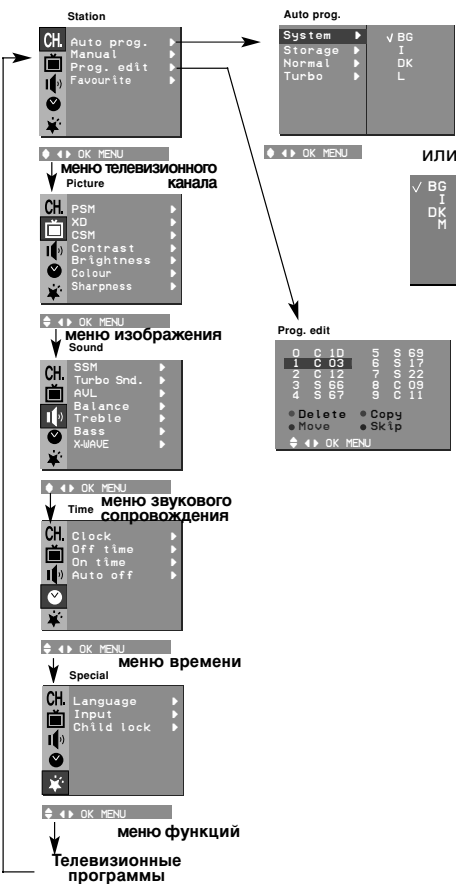 Station
CH.
Auto prog.
Manual
Prog. edit
Favourite
OK MENU
меню телевизионного
канала
Picture
CH.
PSM
XD
CSM
Contrast
Brightness
Colour
Sharpness
OK MENU
меню изображения
Sound
CH.
SSM
Turbo Snd.
AVL
Balance
Treble
Bass
X-WAVE
OK MENU
меню звукового
сопровождения
Time
CH.
Clock
Off time
On time
Auto off
OK MENU
меню времени
Special
CH.
Language
Input
Child lock
OK MENU
меню функций
Телевизионные
программы
Auto prog.
System √ BG
Storage I
Normal DK
Turbo L
OK MENU
или
√ BG
I
DK
M
Prog. edit
0 C 10 5 S 69
1 C 03 6 S 17
2 C 12 7 S 22
3 S 66 8 C 09
4 S 67 9 C 11
Delete Copy
Move Skip
OK MENU